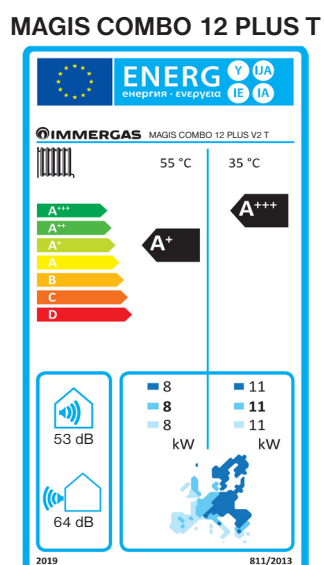 MAGIS COMBO 12 PLUS T
ENERG Y IJA
енергия · ενεργεια IE IA
IMMERGAS MAGIS COMBO 12 PLUS V2 T
55 °C 35 °C
A+++
A++
A+
A
B
C
D
A+
A+++
8 11
8 11
8 11
kW kW
53 dB
64 dB
2019 811/2013